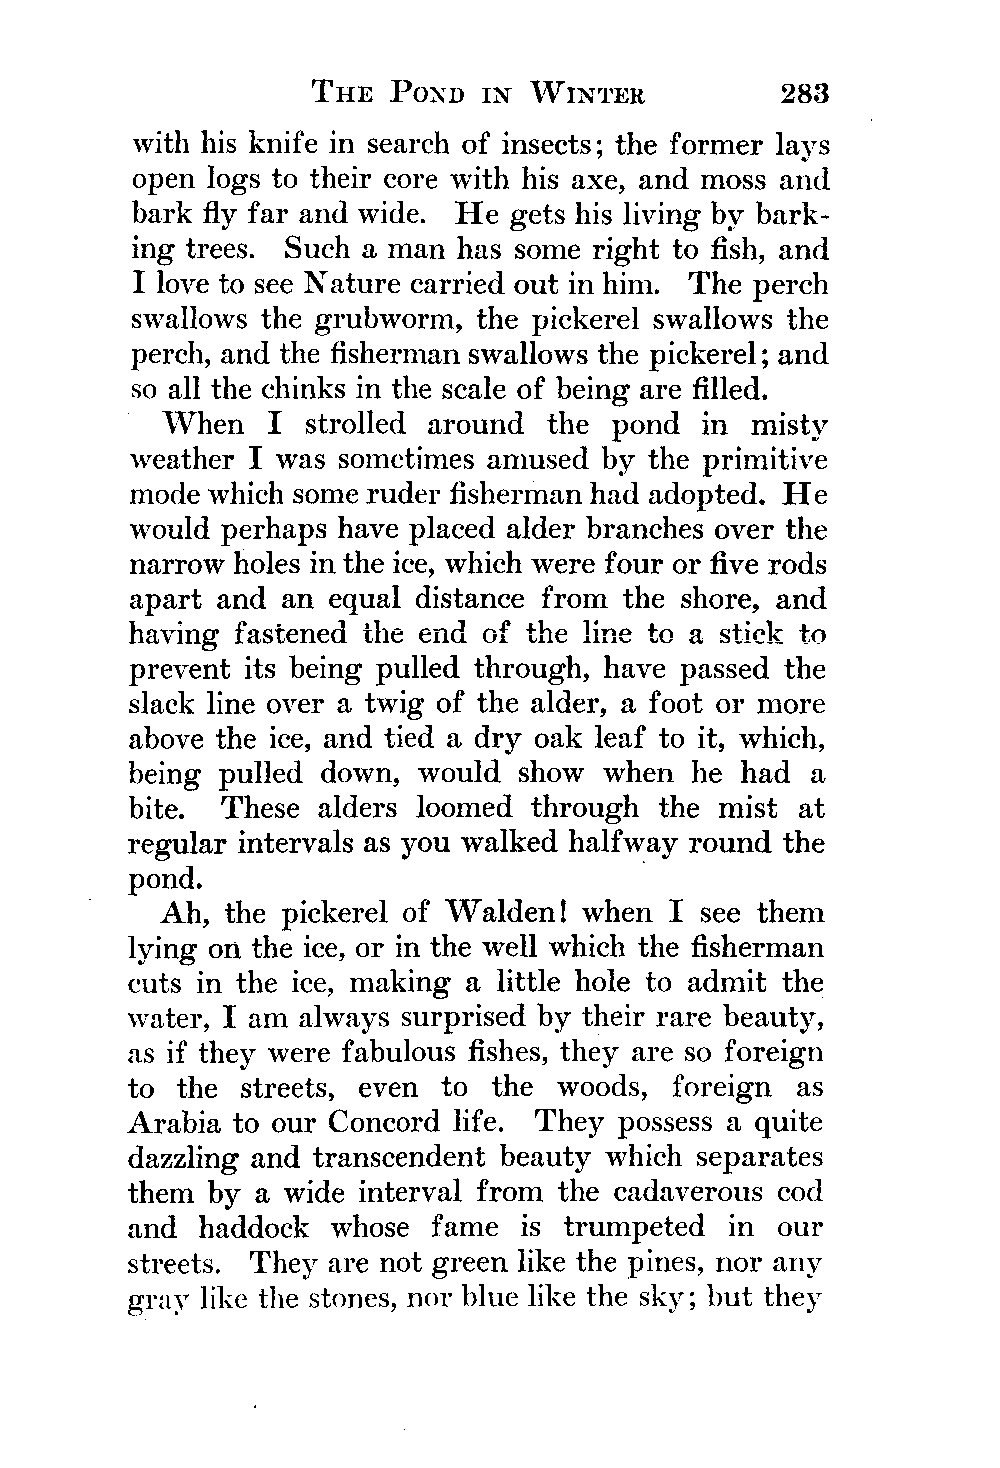 THE POND IN WINTER 283
with his knife in search of insects; the former lays
open logs to their core with his axe, and moss and
bark fly far and wide. He gets his living by bark-
ing trees. Such a man has some right to fish, and
I love to see Nature carried out in him. The perch
swallows the grubworm, the pickerel swallows the
perch, and the fisherman swallows the pickerel; and
so all the chinks in the scale of being are filled.
When I strolled around the pond in misty
weather I was sometimes amused by the primitive
mode which some ruder fisherman had adopted. He
would perhaps have placed alder branches over the
narrow holes in the ice, which were four or five rods
apart and an equal distance from the shore, and
having fastened the end of the line to a stick to
prevent its being pulled through, have passed the
slack line over a twig of the alder, a foot or more
above the ice, and tied a dry oak leaf to it, which,
being pulled down, would show when he had a
bite. These alders loomed through the mist at
regular intervals as you walked halfway round the
pond.
Ah, the pickerel of Walden! when I see them
lying on the ice, or in the well which the fisherman
cuts in the ice, making a little hole to admit the
water, I am always surprised by their rare beauty,
as if they were fabulous fishes, they are so foreign
to the streets, even to the woods, foreign as
Arabia to our Concord life. They possess a quite
dazzling and transcendent beauty which separates
them by a wide interval from the cadaverous cod
and haddock whose fame is trumpeted in our
streets. They are not green like the pines, nor any
gray like the stones, nor blue like the sky; but they